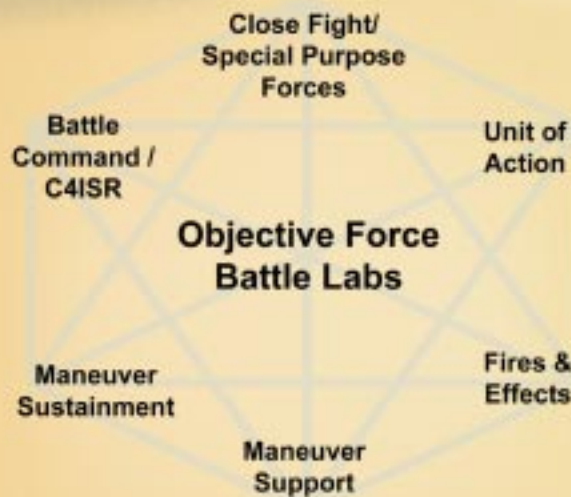 Close Fight/
Special Purpose
Forces
Battle
Command /
C4ISR
Unit of
Action
Objective Force
Battle Labs
Maneuver
Sustainment
Fires &
Effects
Maneuver
Support